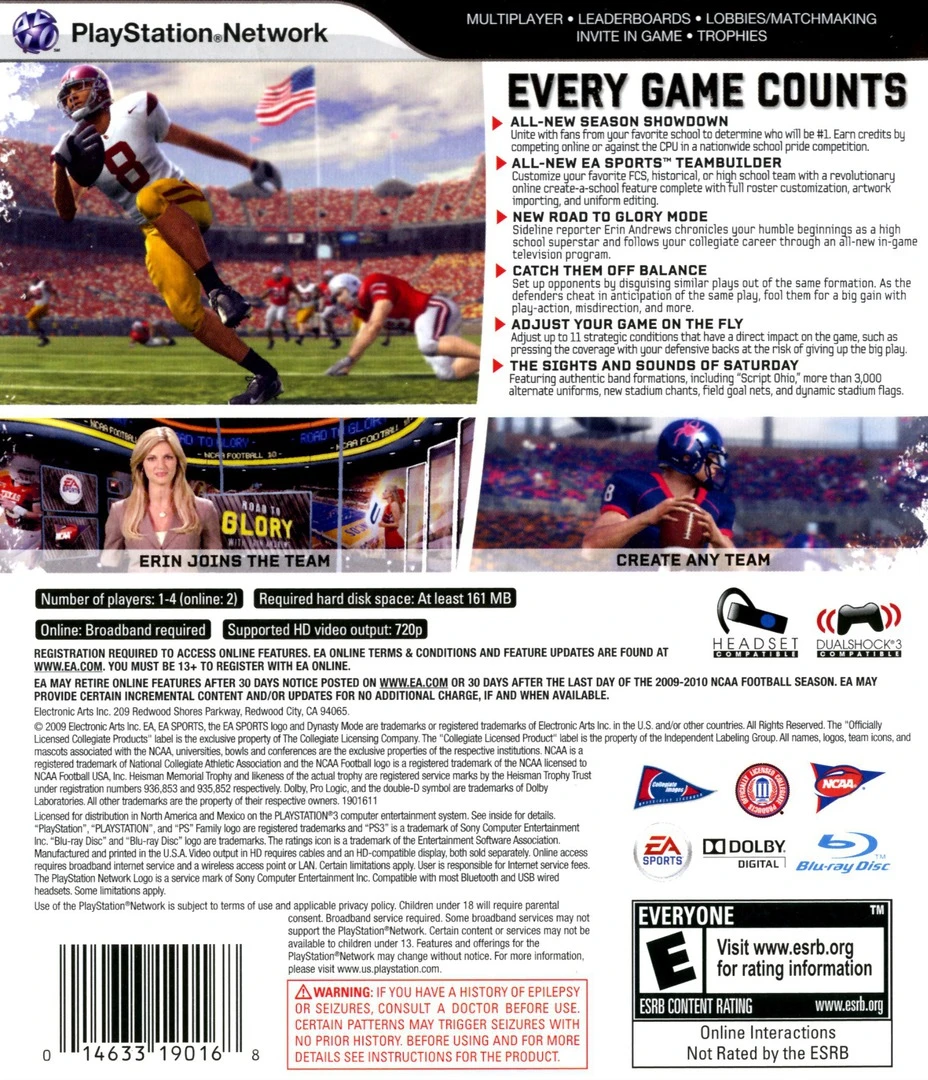 PlayStation®Network
MULTIPLAYER • LEADERBOARDS • LOBBIES/MATCHMAKING
INVITE IN GAME • TROPHIES
8
EVERY GAME COUNTS
ALL-NEW SEASON SHOWDOWN
Unite with fans from your favorite school to determine who will be #1. Earn credits by
competing online or against the CPU in a nationwide school pride competition.
ALL-NEW EA SPORTS™ TEAMBUILDER
Customize your favorite FCS, historical, or high school team with a revolutionary
online create-a-school feature complete with full roster customization, artwork
importing, and uniform editing.
NEW ROAD TO GLORY MODE
Sideline reporter Erin Andrews chronicles your humble beginnings as a high
school superstar and follows your collegiate career through an all-new in-game
television program.
CATCH THEM OFF BALANCE
Set up opponents by disguising similar plays out of the same formation. As the
defenders cheat in anticipation of the same play, fool them for a big gain with
play-action, misdirection, and more.
ADJUST YOUR GAME ON THE FLY
Adjust up to 11 strategic conditions that have a direct impact on the game, such as
pressing the coverage with your defensive backs at the risk of giving up the big play.
THE SIGHTS AND SOUNDS OF SATURDAY
Featuring authentic band formations, including “Script Ohio,” more than 3,000
alternate uniforms, new stadium chants, field goal nets, and dynamic stadium flags.
NCAA FOOTBALL
AD TO GLORY -
ROAD TO GLO
- NCAA FOOTBALL 10 -
NCAA FOOTBALL 1
TEXAS
EA
SPORTS
NCAA
ROAD TO
GLORY
U
ERIN JOINS THE TEAM
8
CREATE ANY TEAM
Number of players: 1-4 (online: 2)
Required hard disk space: At least 161 MB
Online: Broadband required
Supported HD video output: 720p
HEADSET
COMPATIBLE
DUALSHOCK®3
COMPATIBLE
REGISTRATION REQUIRED TO ACCESS ONLINE FEATURES. EA ONLINE TERMS & CONDITIONS AND FEATURE UPDATES ARE FOUND AT
WWW.EA.COM. YOU MUST BE 13+ TO REGISTER WITH EA ONLINE.
EA MAY RETIRE ONLINE FEATURES AFTER 30 DAYS NOTICE POSTED ON WWW.EA.COM OR 30 DAYS AFTER THE LAST DAY OF THE 2009-2010 NCAA FOOTBALL SEASON. EA MAY
PROVIDE CERTAIN INCREMENTAL CONTENT AND/OR UPDATES FOR NO ADDITIONAL CHARGE, IF AND WHEN AVAILABLE.
Electronic Arts Inc. 209 Redwood Shores Parkway, Redwood City, CA 94065.
© 2009 Electronic Arts Inc. EA, EA SPORTS, the EA SPORTS logo and Dynasty Mode are trademarks or registered trademarks of Electronic Arts Inc. in the U.S. and/or other countries. All Rights Reserved. The "Officially
Licensed Collegiate Products" label is the exclusive property of The Collegiate Licensing Company. The "Collegiate Licensed Product" label is the property of the Independent Labeling Group. All names, logos, team icons, and
mascots associated with the NCAA, universities, bowls and conferences are the exclusive properties of the respective institutions. NCAA is a
registered trademark of National Collegiate Athletic Association and the NCAA Football logo is a registered trademark of the NCAA licensed to
NCAA Football USA, Inc. Heisman Memorial Trophy and likeness of the actual trophy are registered service marks by the Heisman Trophy Trust
under registration numbers 936,853 and 935,852 respectively. Dolby, Pro Logic, and the double-D symbol are trademarks of Dolby
Laboratories. All other trademarks are the property of their respective owners. 1901611
Licensed for distribution in North America and Mexico on the PLAYSTATION®3 computer entertainment system. See inside for details.
“PlayStation”, “PLAYSTATION”, and “PS” Family logo are registered trademarks and “PS3” is a trademark of Sony Computer Entertainment
Inc. “Blu-ray Disc” and “Blu-ray Disc” logo are trademarks. The ratings icon is a trademark of the Entertainment Software Association.
Manufactured and printed in the U.S.A. Video output in HD requires cables and an HD-compatible display, both sold separately. Online access
requires broadband internet service and a wireless access point or LAN. Certain limitations apply. User is responsible for Internet service fees.
The PlayStation Network Logo is a service mark of Sony Computer Entertainment Inc. Compatible with most Bluetooth and USB wired
headsets. Some limitations apply.
Use of the PlayStation®Network is subject to terms of use and applicable privacy policy. Children under 18 will require parental
consent. Broadband service required. Some broadband services may not
support the PlayStation®Network. Certain content or services may not be
available to children under 13. Features and offerings for the
PlayStation®Network may change without notice. For more information,
please visit www.us.playstation.com.
Collegiate
Images
OFFICIALLY LICENSED COLLEGIATE PRODUCTS
NCAA
EA
SPORTS
DOLBY
DIGITAL
Blu-ray Disc™
0 14633 19016 8
WARNING: IF YOU HAVE A HISTORY OF EPILEPSY
OR SEIZURES, CONSULT A DOCTOR BEFORE USE.
CERTAIN PATTERNS MAY TRIGGER SEIZURES WITH
NO PRIOR HISTORY. BEFORE USING AND FOR MORE
DETAILS SEE INSTRUCTIONS FOR THE PRODUCT.
EVERYONE ™
E
Visit www.esrb.org
for rating information
ESRB CONTENT RATING www.esrb.org
Online Interactions
Not Rated by the ESRB